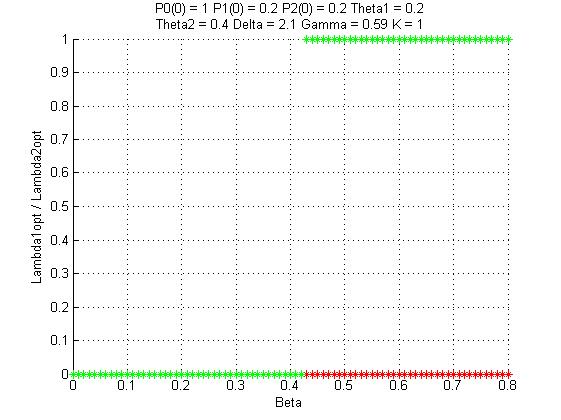 P0(0) = 1 P1(0) = 0.2 P2(0) = 0.2 Theta1 = 0.2
Theta2 = 0.4 Delta = 2.1 Gamma = 0.59 K = 1
1
0.9
0.8
0.7
0.6
0.5
0.4
0.3
0.2
0.1
0
Lambda1opt / Lambda2opt
0 0.1 0.2 0.3 0.4 0.5 0.6 0.7 0.8
Beta